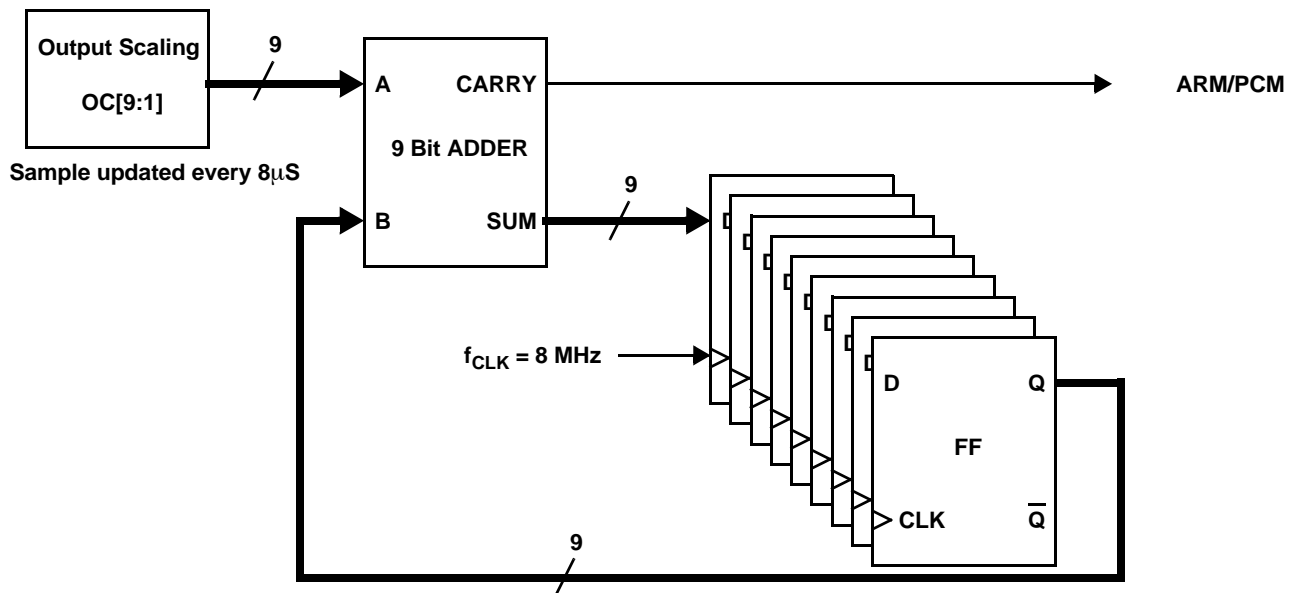 Output Scaling
OC[9:1]
9
A
CARRY
ARM/PCM
9 Bit ADDER
Sample updated every 8μS
B
SUM
9
D
D
D
D
D
D
D
D
fCLK = 8 MHz
D
Q
FF
CLK
Q̅
9